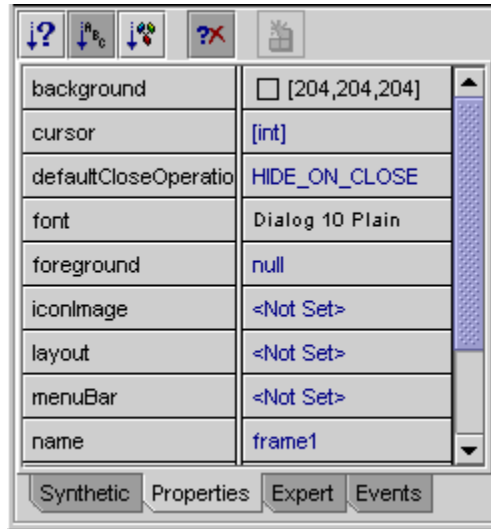 background [204,204,204]
cursor [int]
defaultCloseOperatio HIDE_ON_CLOSE
font Dialog 10 Plain
foreground null
iconImage <Not Set>
layout <Not Set>
menuBar <Not Set>
name frame1
Synthetic Properties Expert Events